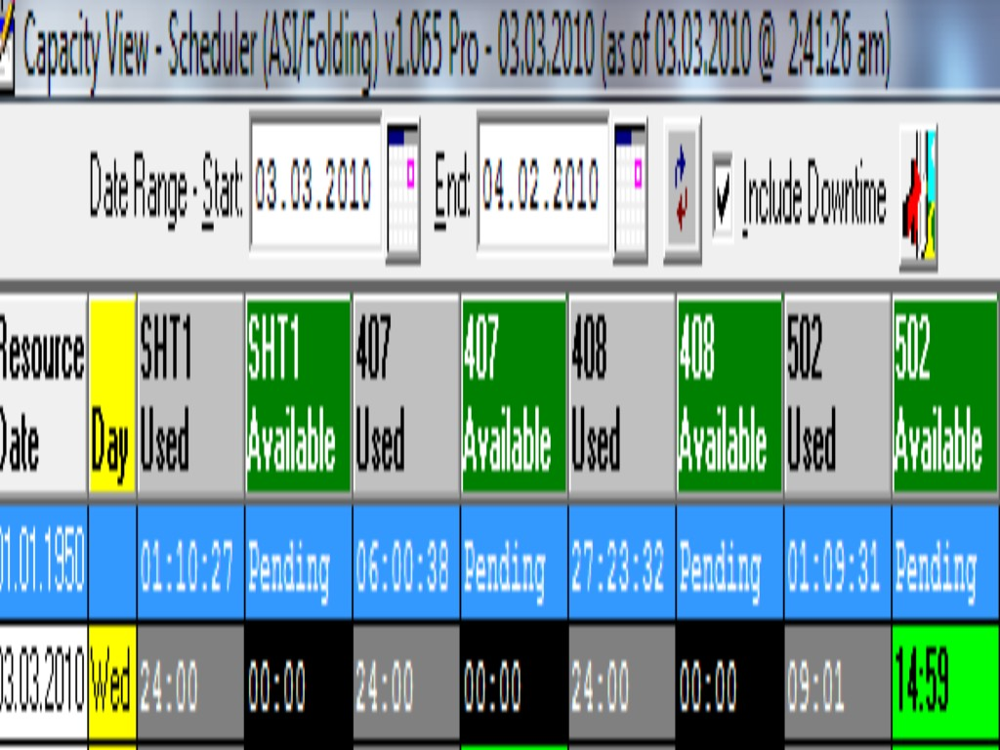 Capacity View - Scheduler (ASI/Folding) v1.065 Pro - 03.03.2010 (as of 03.03.2010 @ 2:41:26 am)
Date Range - Start: 03.03.2010 End: 04.02.2010 Include Downtime
Resource SHT1 SHT1 407 407 408 408 502 502
Date Day Used Available Used Available Used Available Used Available
01.01.1950 01:10:27 Pending 06:00:38 Pending 27:23:32 Pending 01:09:31 Pending
03.03.2010 Wed 24:00 00:00 24:00 00:00 24:00 00:00 09:01 14:59